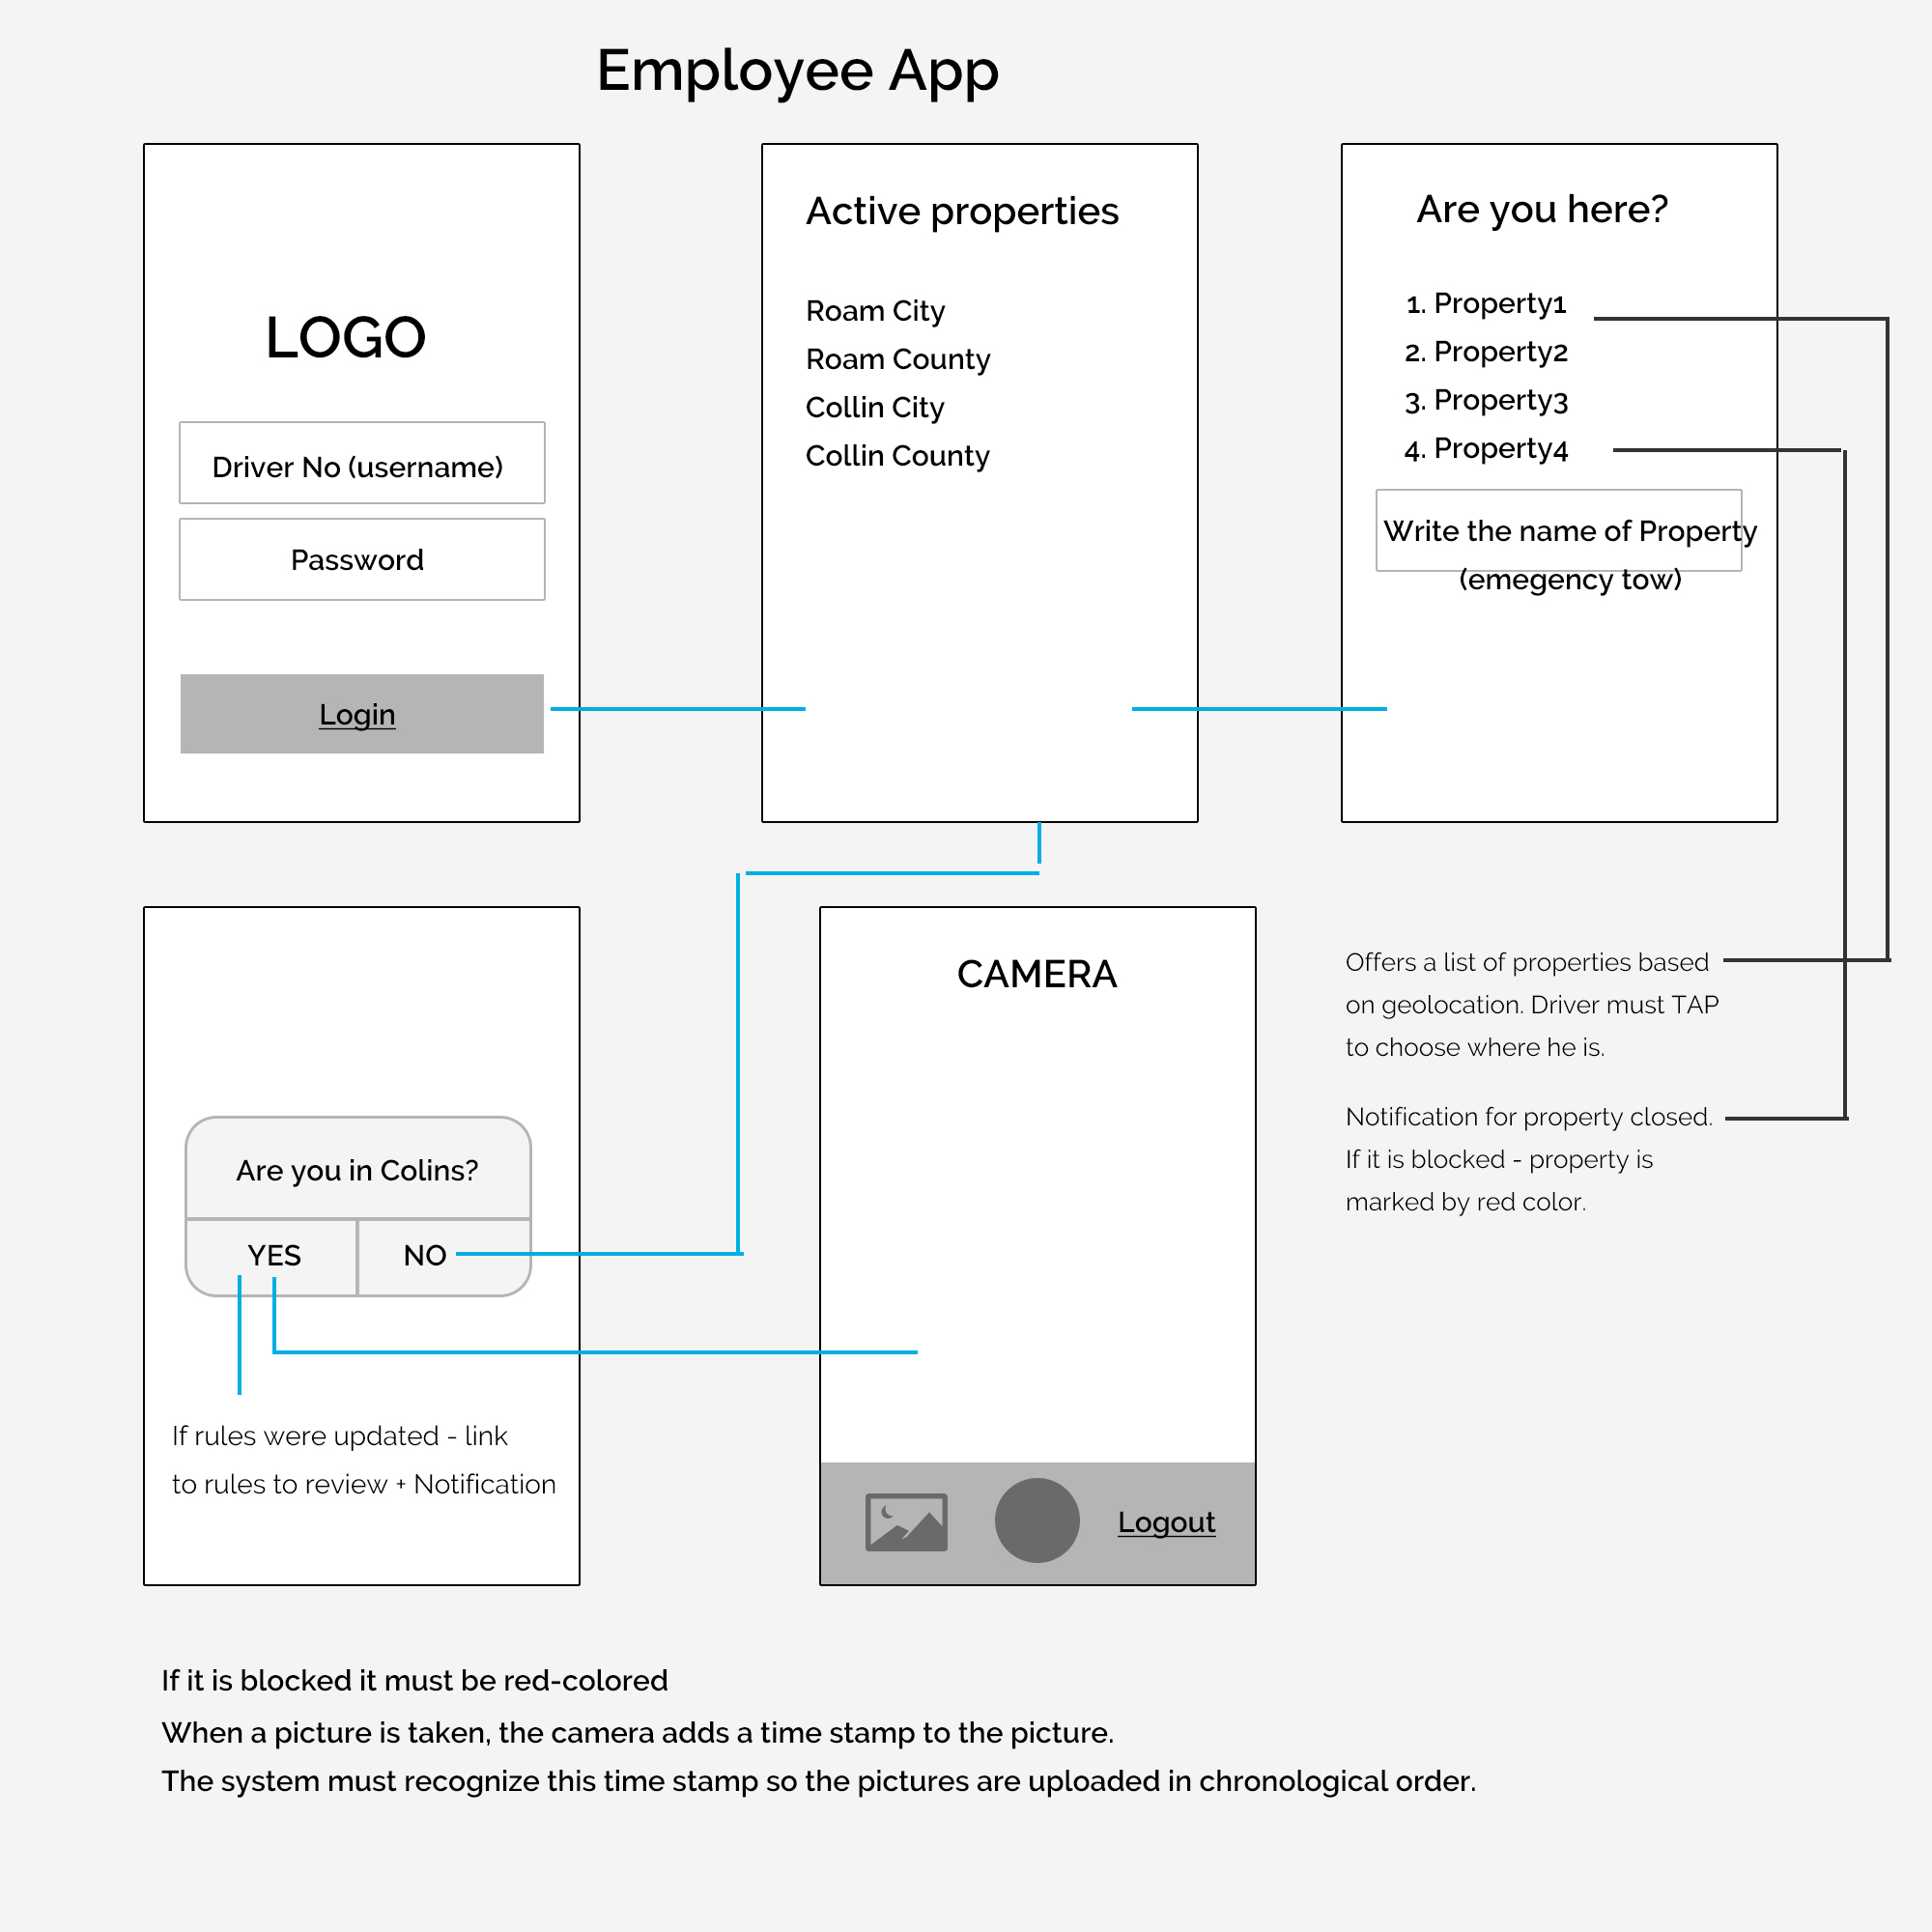 Employee App
LOGO
Driver No (username)
Password
Login
Active properties
Roam City
Roam County
Collin City
Collin County
Are you here?
1. Property1
2. Property2
3. Property3
4. Property4
Write the name of Property
(emegency tow)
Are you in Colins?
YES
NO
If rules were updated - link
to rules to review + Notification
CAMERA
Logout
Offers a list of properties based
on geolocation. Driver must TAP
to choose where he is.
Notification for property closed.
If it is blocked - property is
marked by red color.
If it is blocked it must be red-colored
When a picture is taken, the camera adds a time stamp to the picture.
The system must recognize this time stamp so the pictures are uploaded in chronological order.